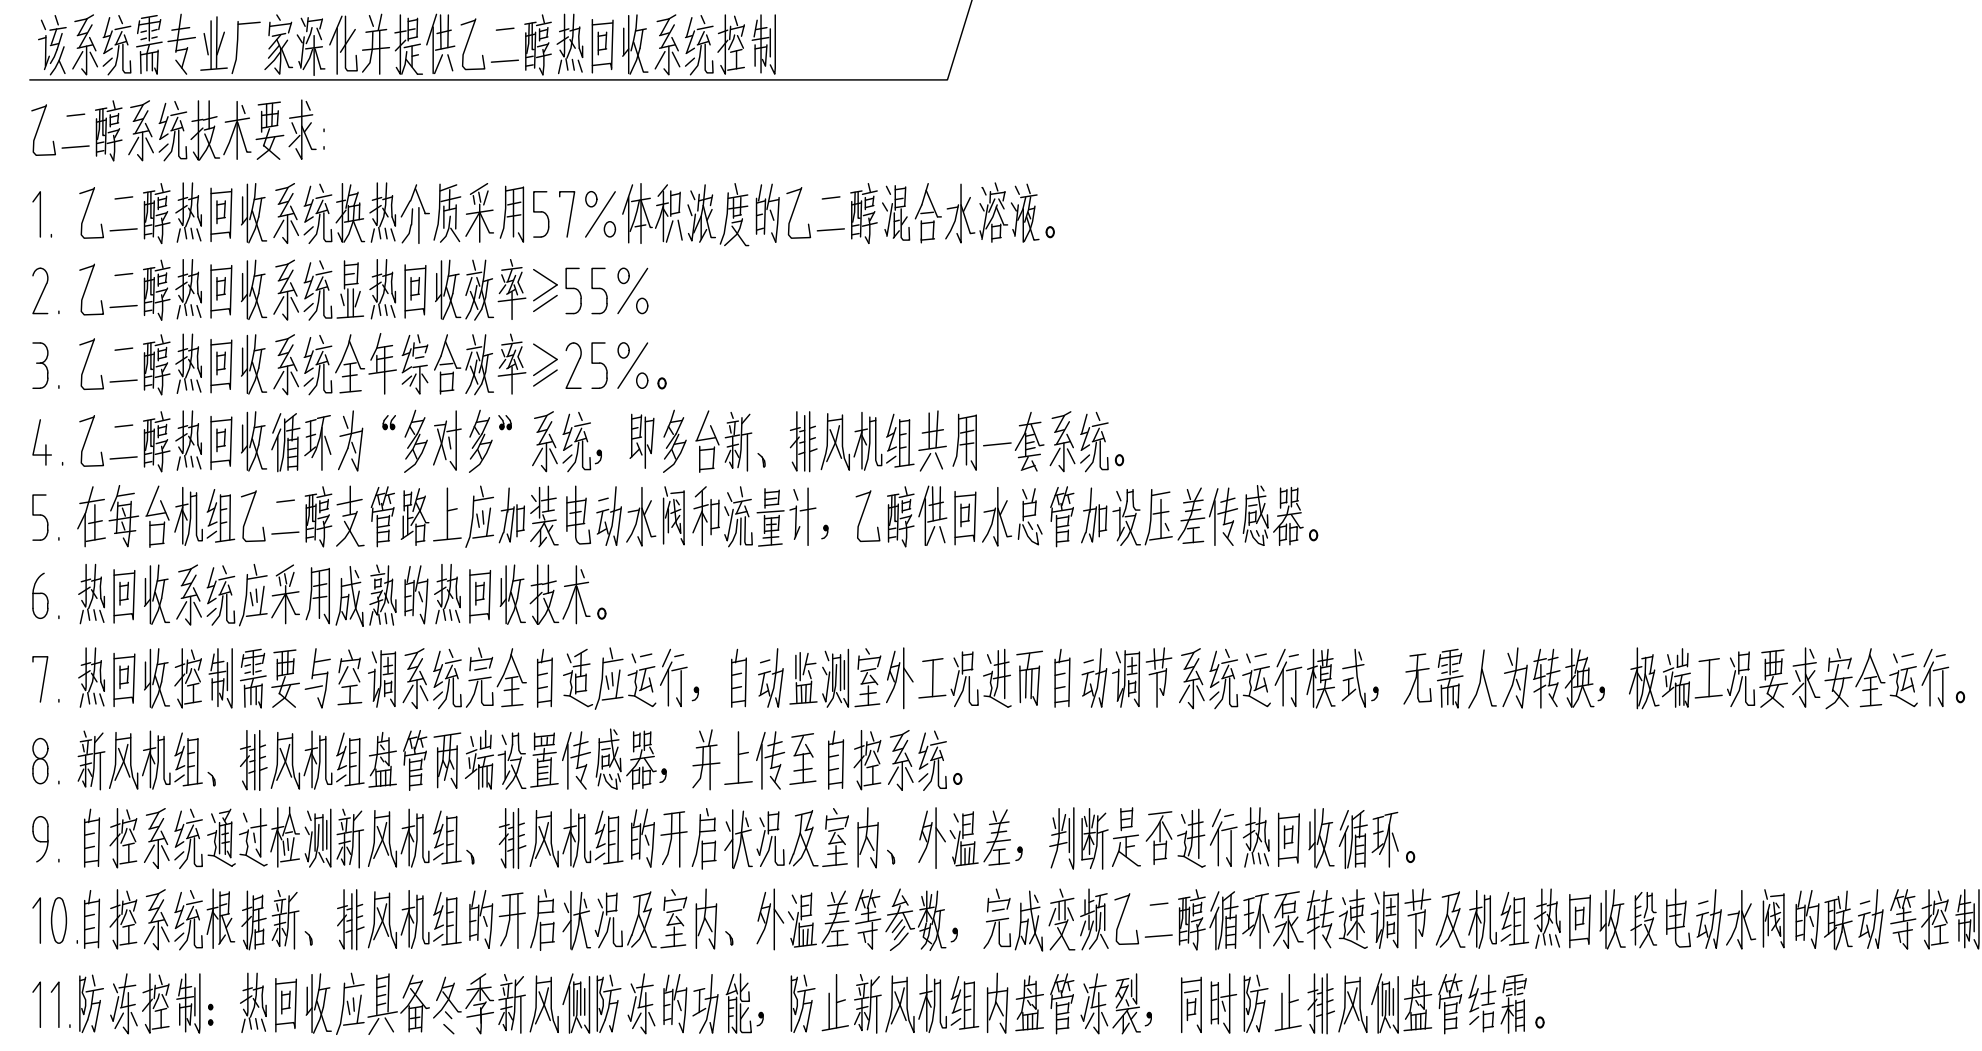 该系统需专业厂家深化并提供乙二醇热回收系统控制
乙二醇系统技术要求:
1. 乙二醇热回收系统换热介质采用57%体积浓度的乙二醇混合水溶液。
2. 乙二醇热回收系统显热回收效率≥55%
3. 乙二醇热回收系统全年综合效率≥25%。
4. 乙二醇热回收循环为“多对多”系统，即多台新、排风机组共用一套系统。
5. 在每台机组乙二醇支管路上应加装电动水阀和流量计，乙醇供回水总管加设压差传感器。
6. 热回收系统应采用成熟的热回收技术。
7. 热回收控制需要与空调系统完全自适应运行，自动监测室外工况进而自动调节系统运行模式，无需人为转换，极端工况要求安全运行。
8. 新风机组、排风机组盘管两端设置传感器，并上传至自控系统。
9. 自控系统通过检测新风机组、排风机组的开启状况及室内、外温差，判断是否进行热回收循环。
10.自控系统根据新、排风机组的开启状况及室内、外温差等参数，完成变频乙二醇循环泵转速调节及机组热回收段电动水阀的联动等控制
11.防冻控制：热回收应具备冬季新风侧防冻的功能，防止新风机组内盘管冻裂，同时防止排风侧盘管结霜。